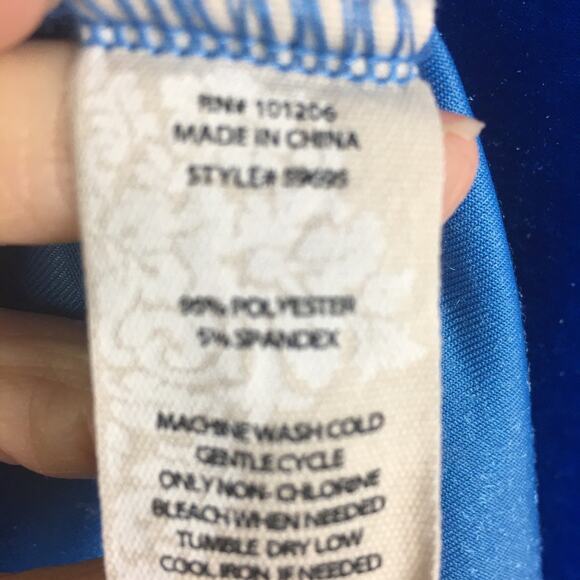 RN# 101206
MADE IN CHINA
STYLE# 89695
95% POLYESTER
5% SPANDEX
MACHINE WASH COLD
GENTLE CYCLE
ONLY NON-CHLORINE
BLEACH WHEN NEEDED
TUMBLE DRY LOW
COOL IRON IF NEEDED